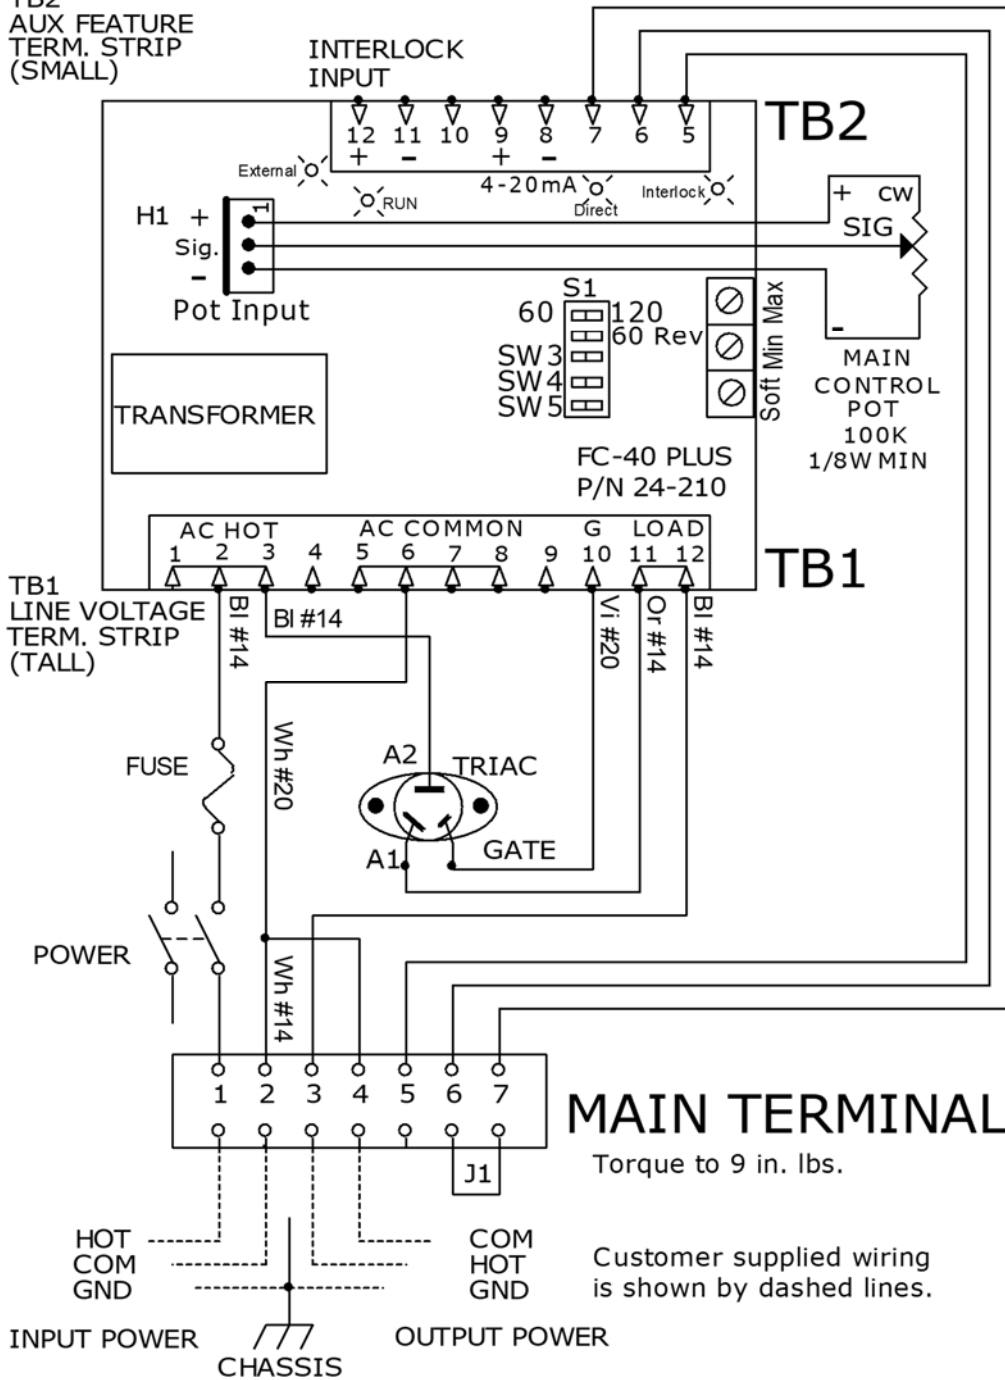 TB2
AUX FEATURE
TERM. STRIP
(SMALL)
INTERLOCK
INPUT
12 11 10 9 8 7 6 5
+ - + -
4-20mA
TB2
External
RUN
Direct
Interlock
H1 +
Sig.
-
1
Pot Input
+ CW
SIG
-
MAIN
CONTROL
POT
100K
1/8W MIN
S1
60 120
60 Rev
SW3
SW4
SW5
Max
Min
Soft
TRANSFORMER
FC-40 PLUS
P/N 24-210
AC HOT AC COMMON G LOAD
1 2 3 4 5 6 7 8 9 10 11 12
TB1
TB1
LINE VOLTAGE
TERM. STRIP
(TALL)
Bl #14
Bl #14
Vi #20
Or #14
Bl #14
FUSE
Wh #20
A2 TRIAC
A1 GATE
POWER
Wh #14
1 2 3 4 5 6 7
J1
MAIN TERMINAL
Torque to 9 in. lbs.
HOT
COM
GND
COM
HOT
GND
Customer supplied wiring
is shown by dashed lines.
INPUT POWER
OUTPUT POWER
CHASSIS